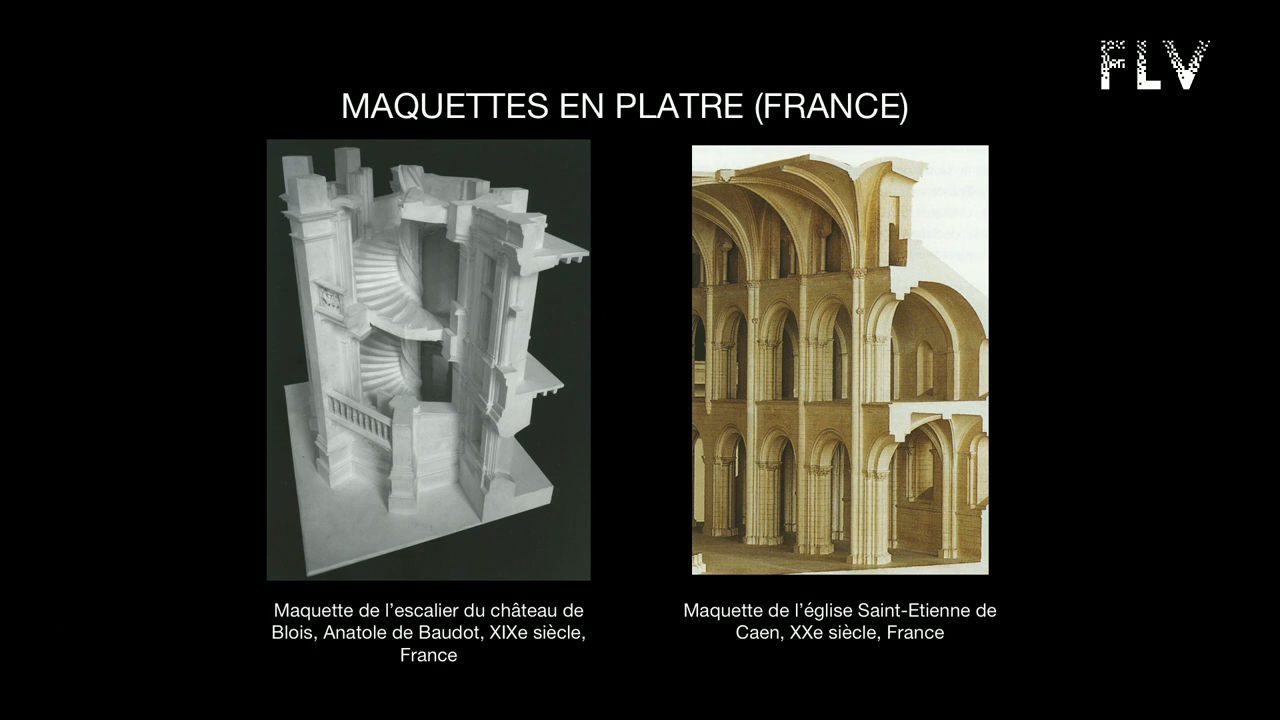 FLV
MAQUETTES EN PLATRE (FRANCE)
Maquette de l’escalier du château de
Blois, Anatole de Baudot, XIXe siècle,
France
Maquette de l’église Saint-Etienne de
Caen, XXe siècle, France